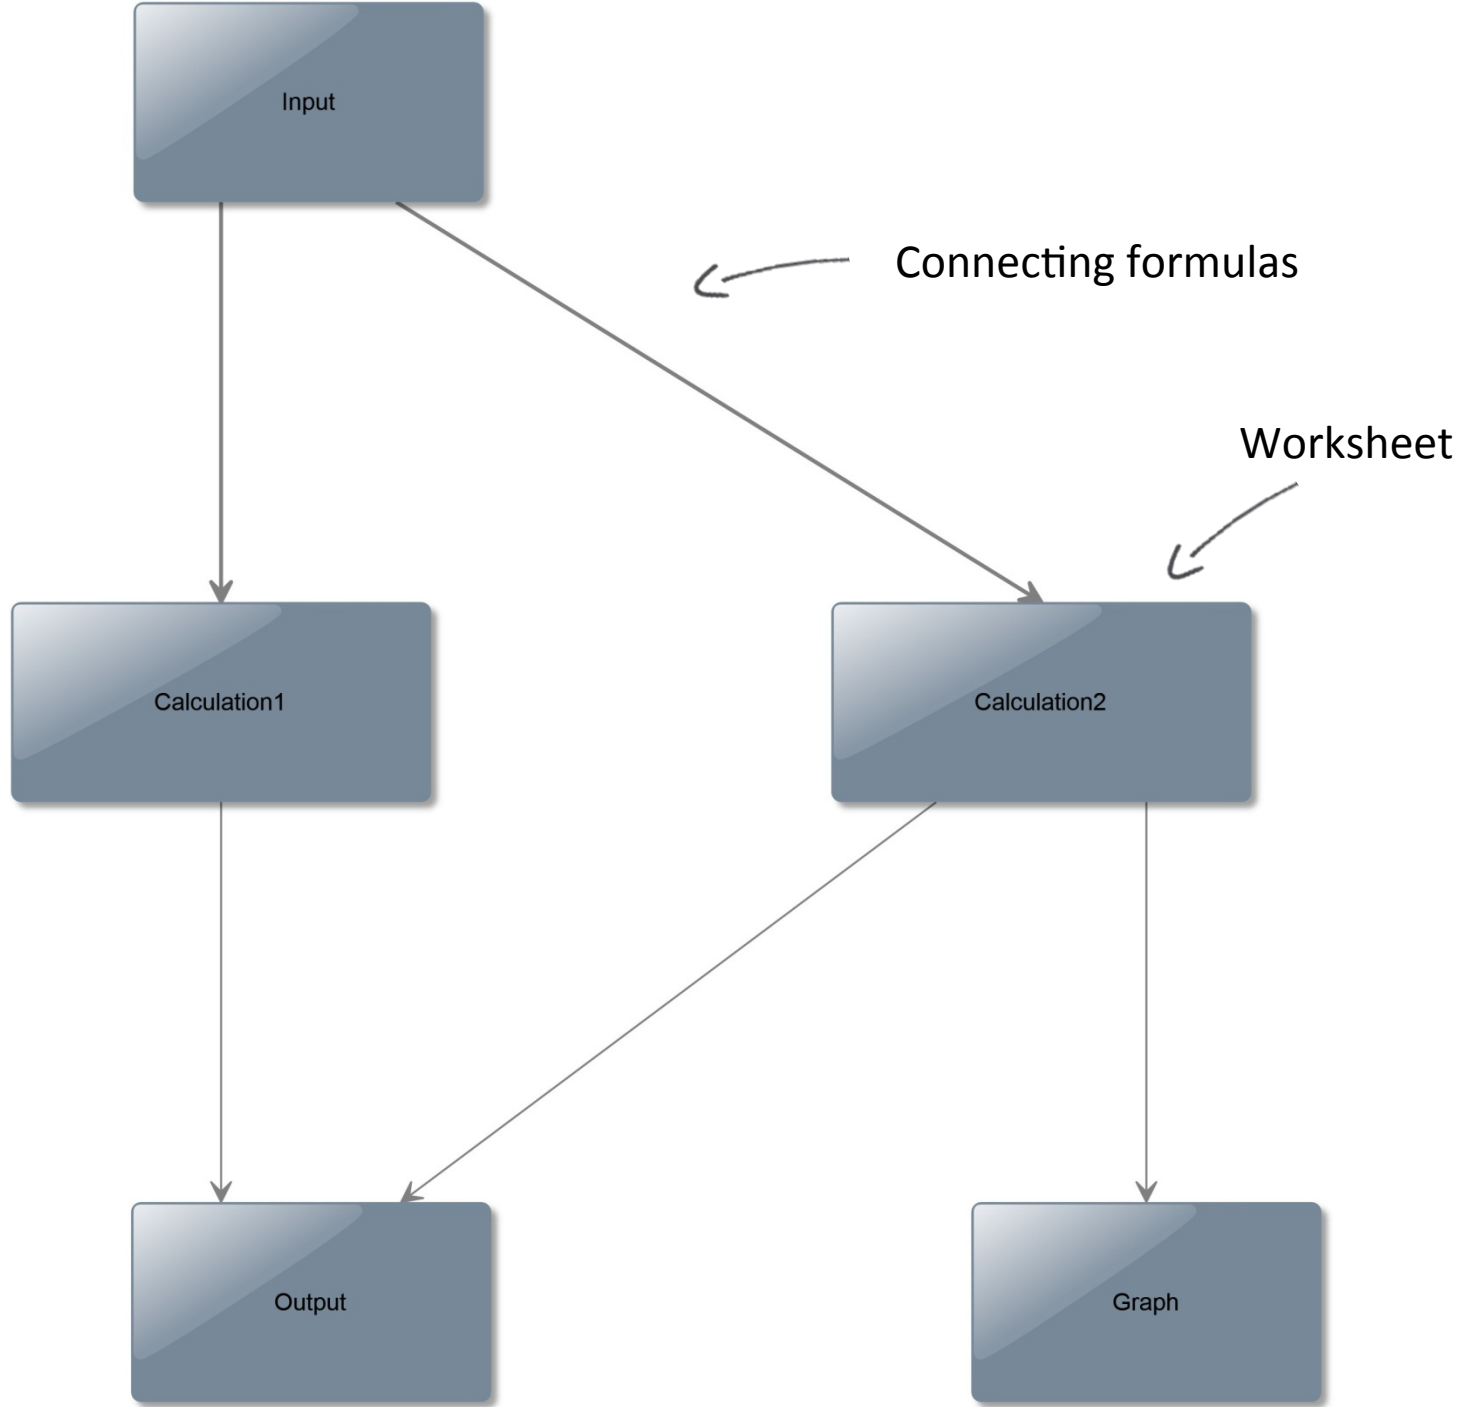 Input
Connecting formulas
Worksheet
Calculation1
Calculation2
Output
Graph